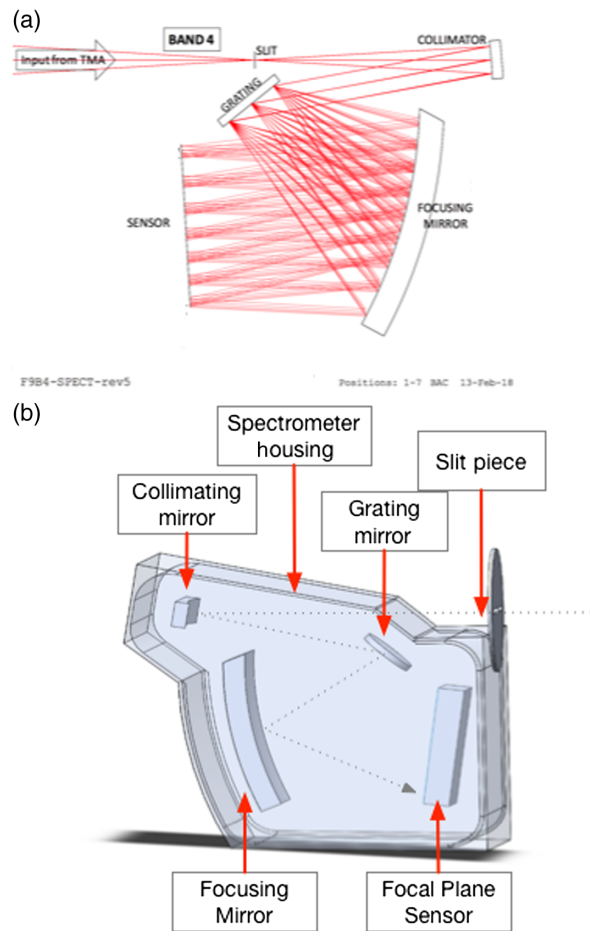 (a)
BAND 4
SLIT
COLLIMATOR
Input from TMA
GRATING
SENSOR
FOCUSING
MIRROR
F9B4-SPECT-rev5
Positions: 1-7 BAC 13-Feb-18
(b)
Spectrometer
housing
Slit piece
Collimating
mirror
Grating
mirror
Focusing
Mirror
Focal Plane
Sensor